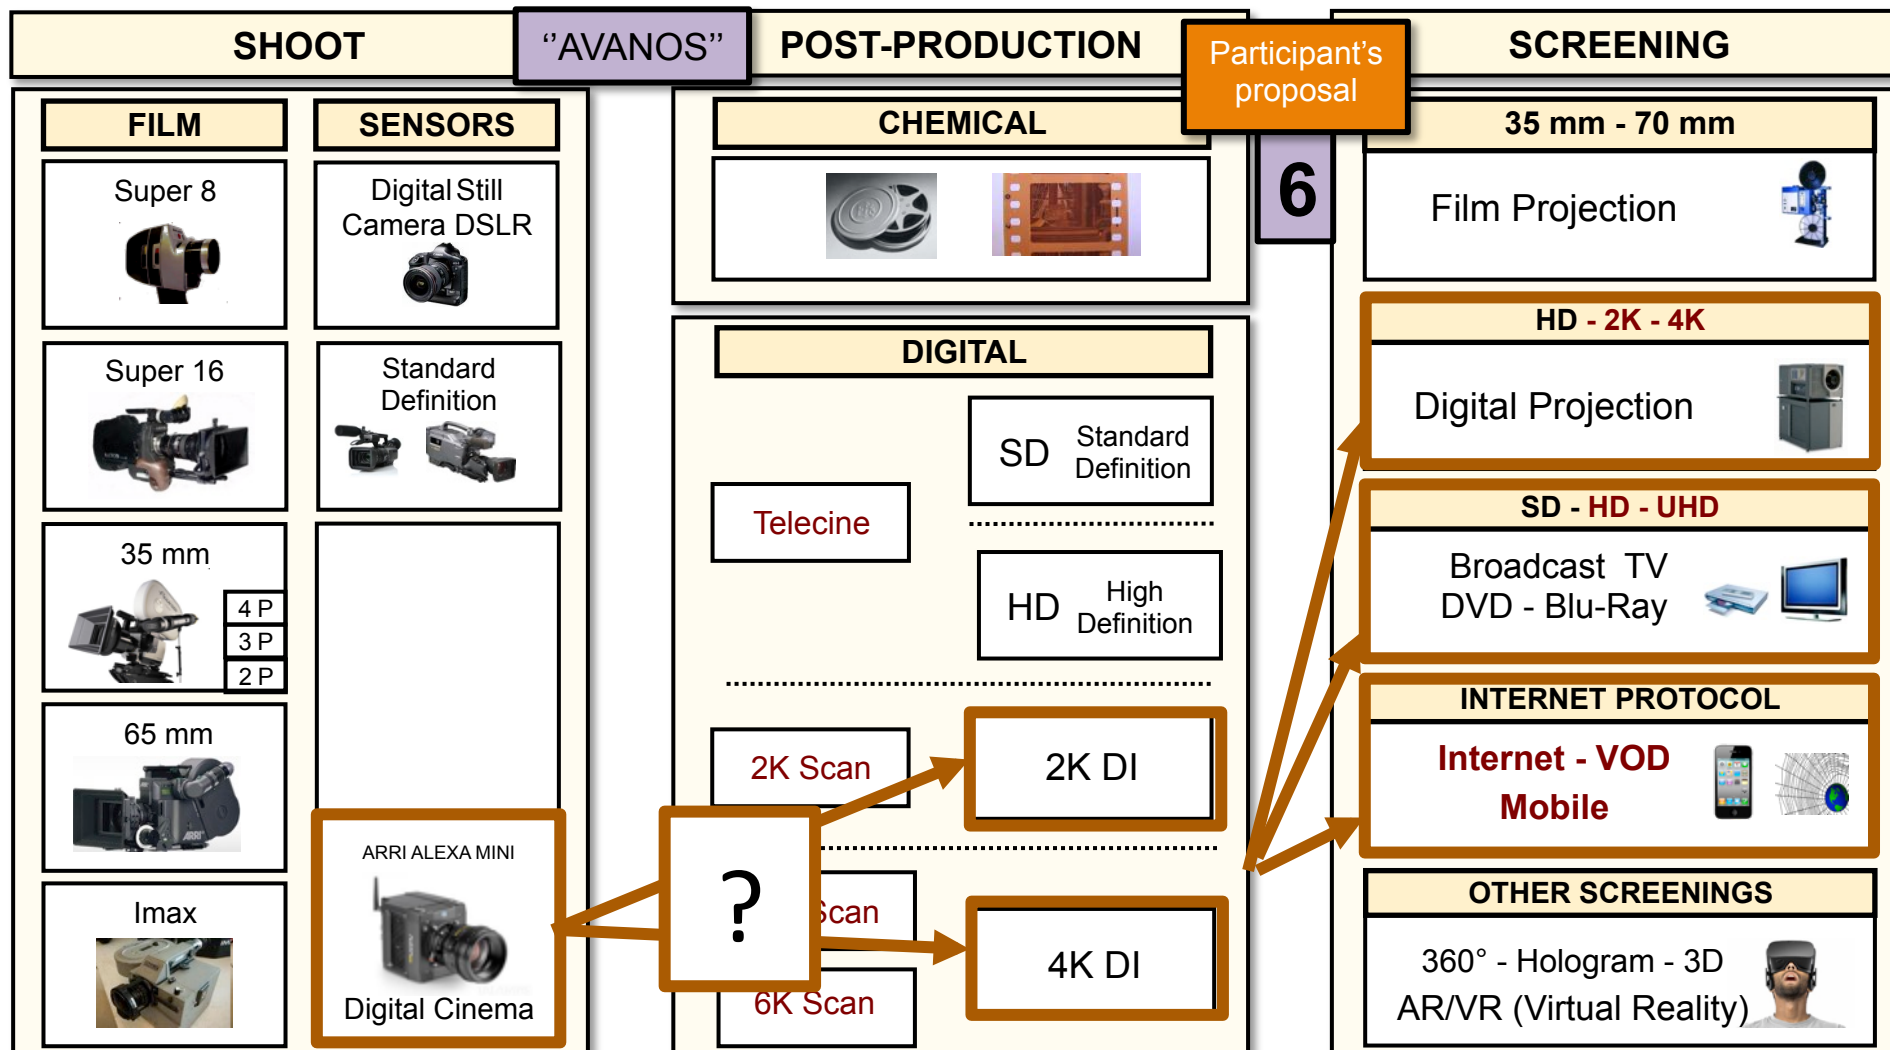 SHOOT
‘’AVANOS’’
POST-PRODUCTION
Participant’s
proposal
SCREENING
FILM
Super 8
Super 16
35 mm
4 P
3 P
2 P
65 mm
Imax
SENSORS
Digital Still
Camera DSLR
Standard
Definition
ARRI ALEXA MINI
Digital Cinema
CHEMICAL
6
DIGITAL
SD
Standard
Definition
Telecine
HD
High
Definition
2K Scan
2K DI
?
Scan
4K DI
6K Scan
35 mm - 70 mm
Film Projection
HD - 2K - 4K
Digital Projection
SD - HD - UHD
Broadcast TV
DVD - Blu-Ray
INTERNET PROTOCOL
Internet - VOD
Mobile
OTHER SCREENINGS
360° - Hologram - 3D
AR/VR (Virtual Reality)